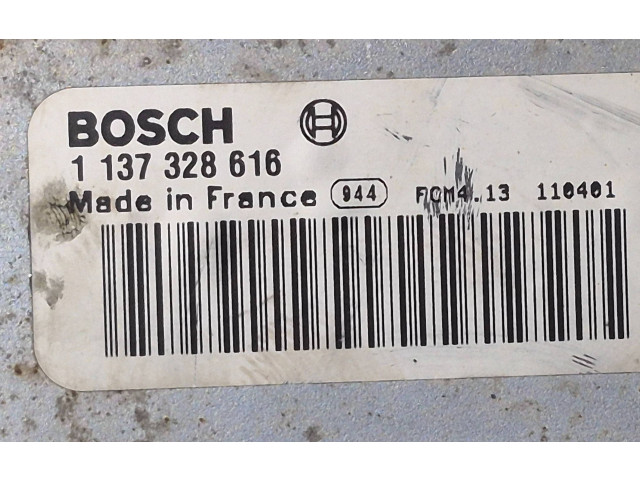 BOSCH
1 137 328 616
Made in France 944 FCM4.13 110401